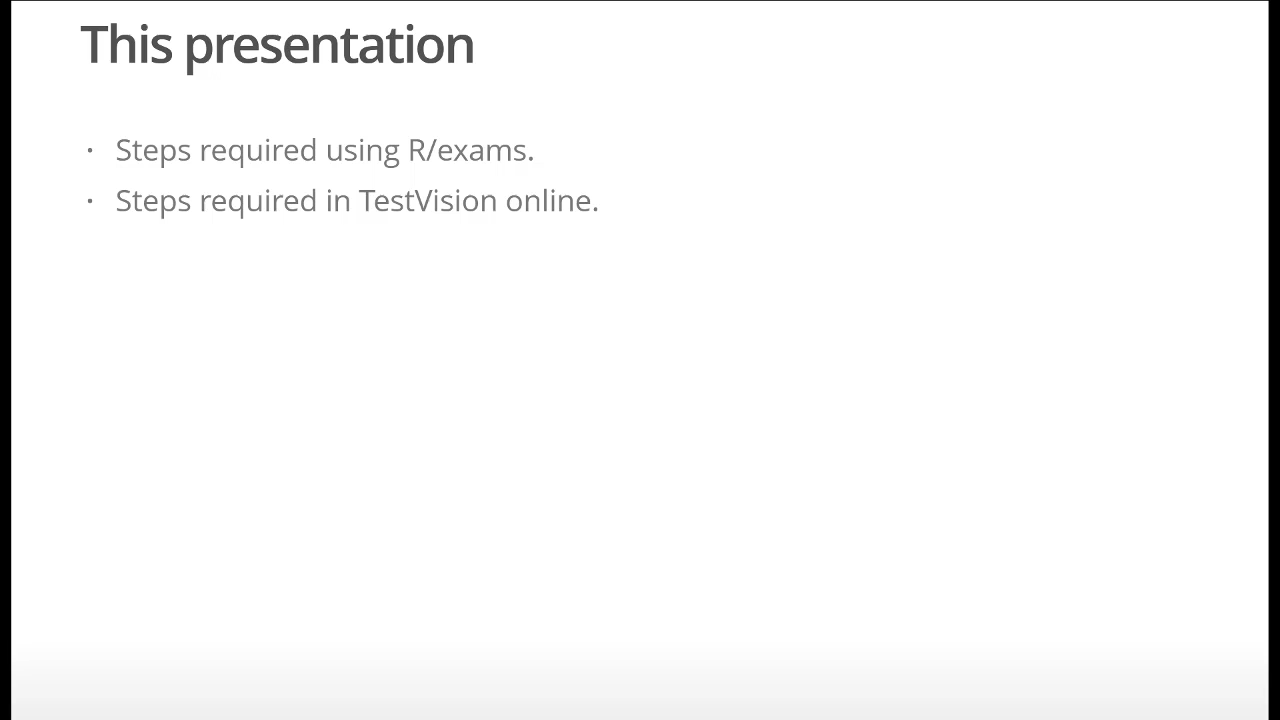 This presentation
· Steps required using R/exams.
· Steps required in TestVision online.